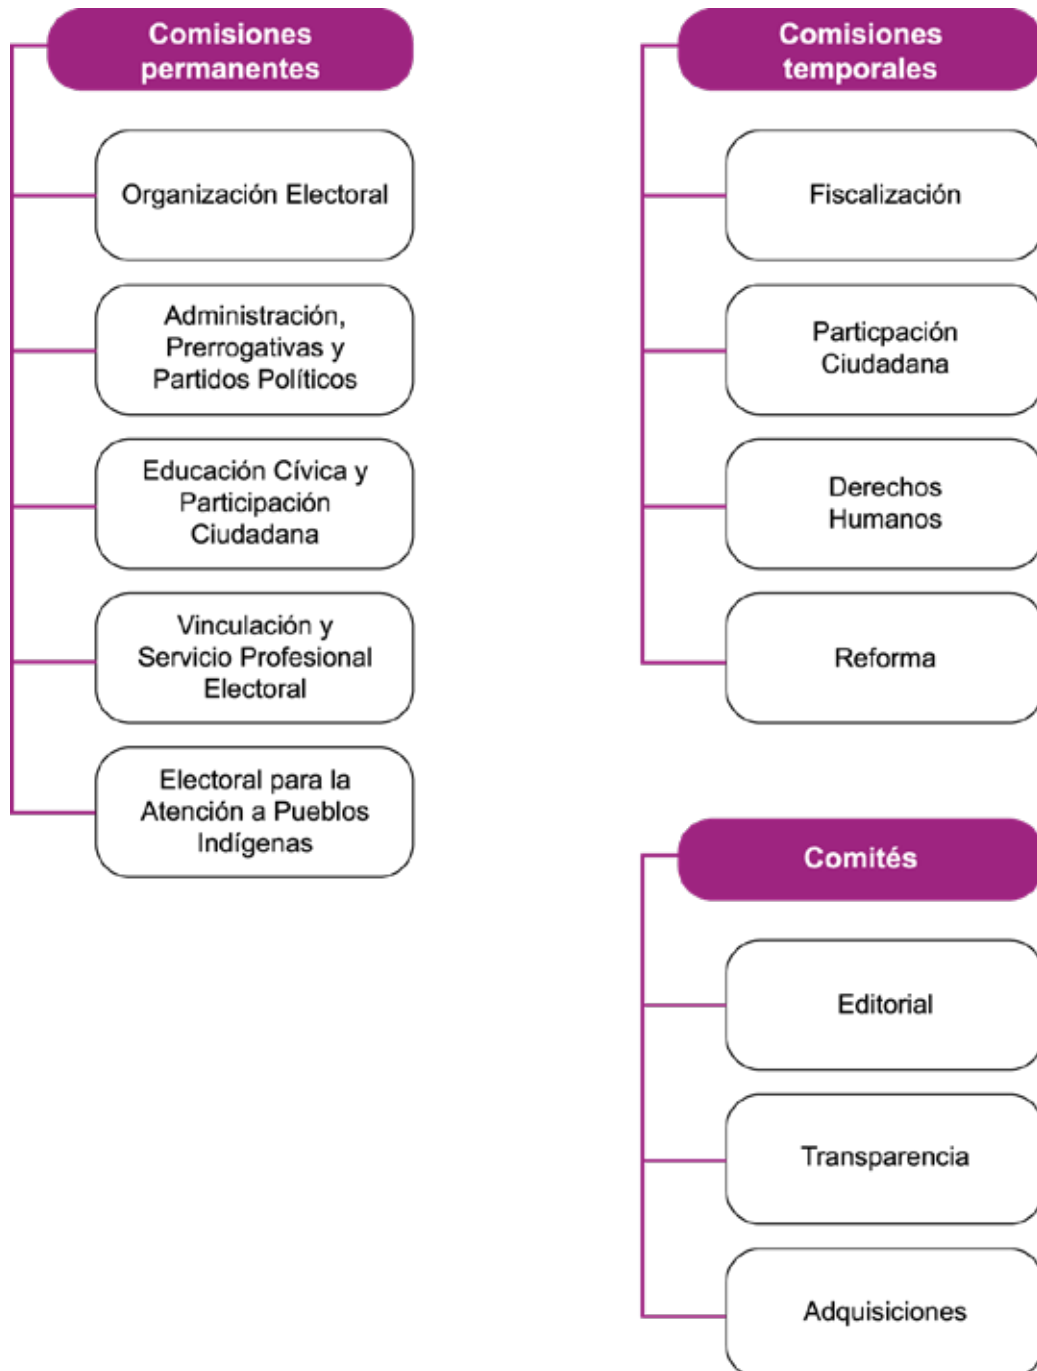 Comisiones
permanentes
Organización Electoral
Administración,
Prerrogativas y
Partidos Políticos
Educación Cívica y
Participación
Ciudadana
Vinculación y
Servicio Profesional
Electoral
Electoral para la
Atención a Pueblos
Indígenas
Comisiones
temporales
Fiscalización
Particpación
Ciudadana
Derechos
Humanos
Reforma
Comités
Editorial
Transparencia
Adquisiciones